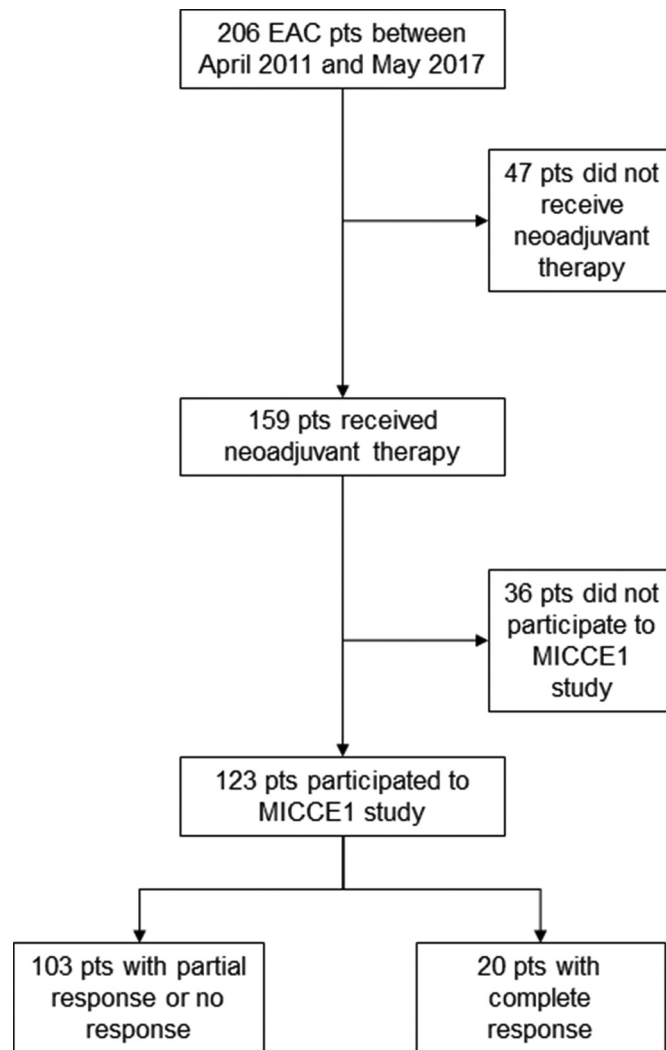 206 EAC pts between
April 2011 and May 2017
47 pts did not
receive
neoadjuvant
therapy
159 pts received
neoadjuvant therapy
36 pts did not
participate to
MICCE1
study
123 pts participated to
MICCE1 study
103 pts with partial
response or no
response
20 pts with
complete
response